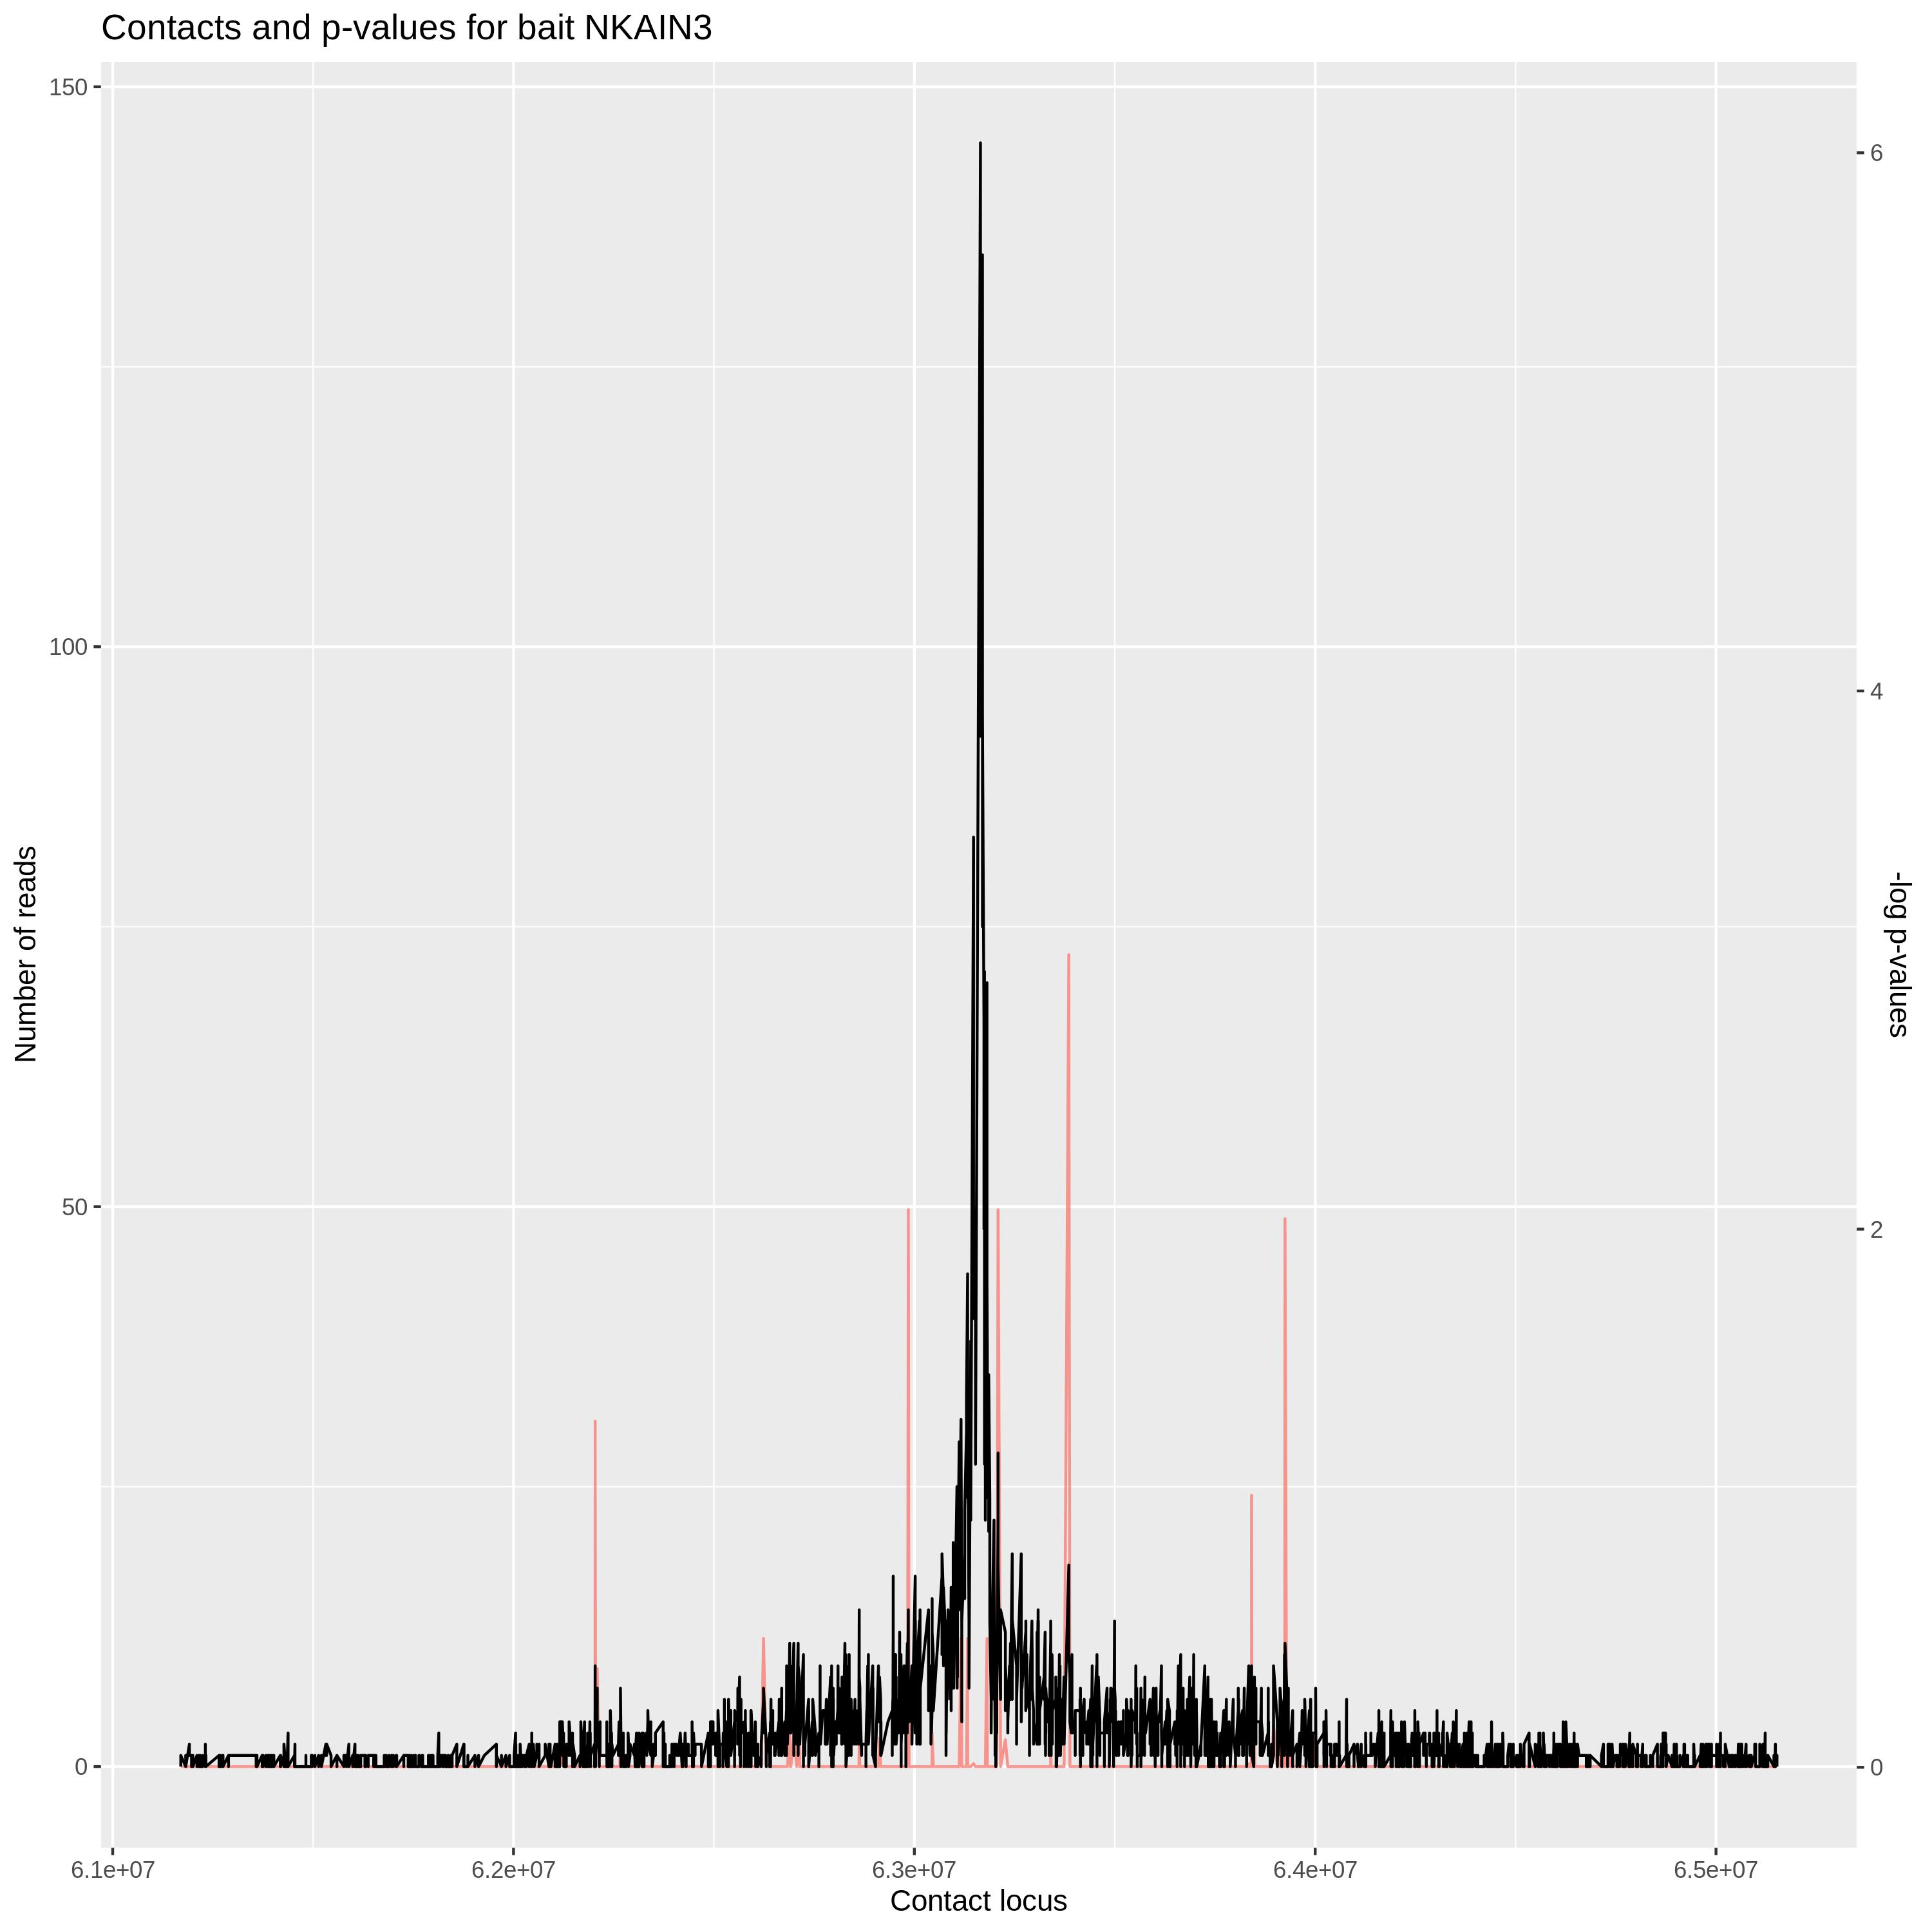 Contacts and p-values for bait NKAIN3
150
100
50
0
Number of reads
6
4
2
0
-log p-values
6.1e+07
6.2e+07
6.3e+07
6.4e+07
6.5e+07
Contact locus